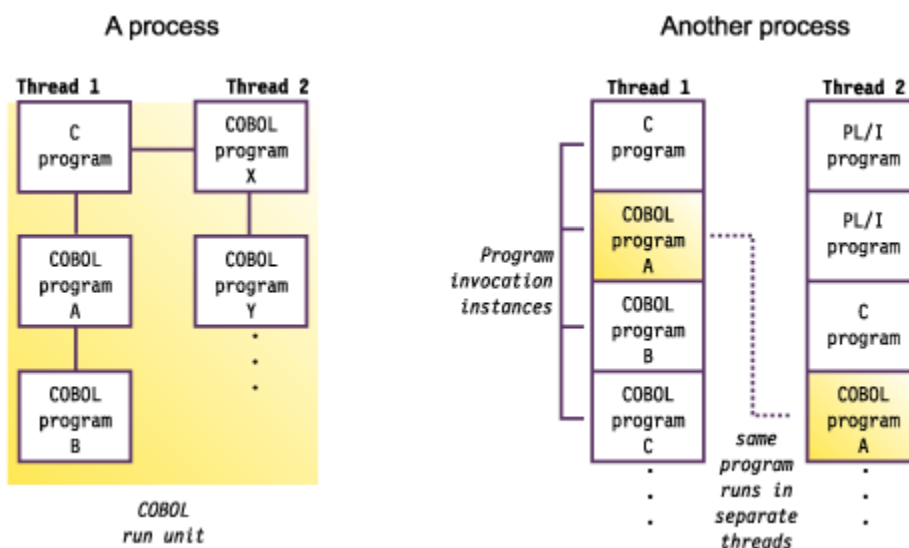 A process
Thread 1
Thread 2
C
program
COBOL
program
X
COBOL
program
A
COBOL
program
Y
COBOL
program
B
COBOL
run unit
Another process
Thread 1
Thread 2
C
program
COBOL
program
A
COBOL
program
B
COBOL
program
C
Program
invocation
instances
PL/I
program
PL/I
program
C
program
COBOL
program
A
same
program
runs in
separate
threads